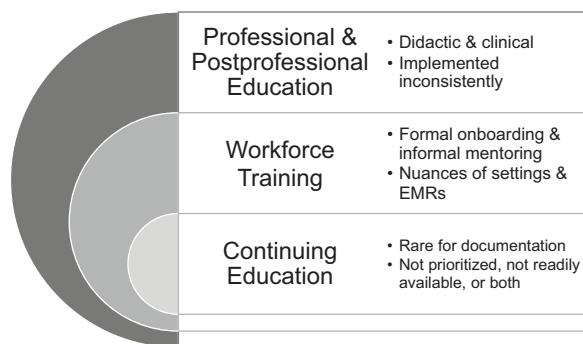 Professional &
Postprofessional
Education
• Didactic & clinical
• Implemented
inconsistently
Workforce
Training
• Formal onboarding &
informal mentoring
• Nuances of settings &
EMRs
Continuing
Education
• Rare for documentation
• Not prioritized, not readily
available, or both